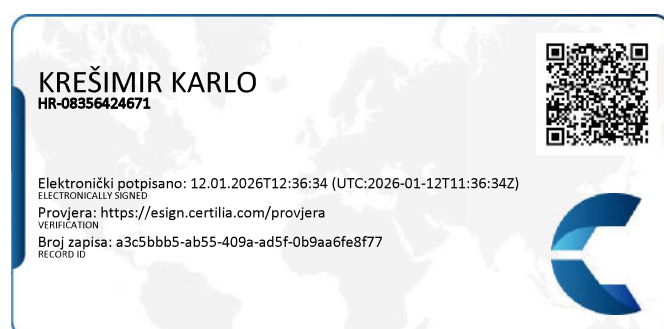 KREŠIMIR KARLO
HR-08356424671
Elektronički potpisano: 12.01.2026T12:36:34 (UTC:2026-01-12T11:36:34Z)
ELECTRONICALLY SIGNED
Provjera: https://esign.certilia.com/provjera
VERIFICATION
Broj zapisa: a3c5bbb5-ab55-409a-ad5f-0b9aa6fe8f77
RECORD ID